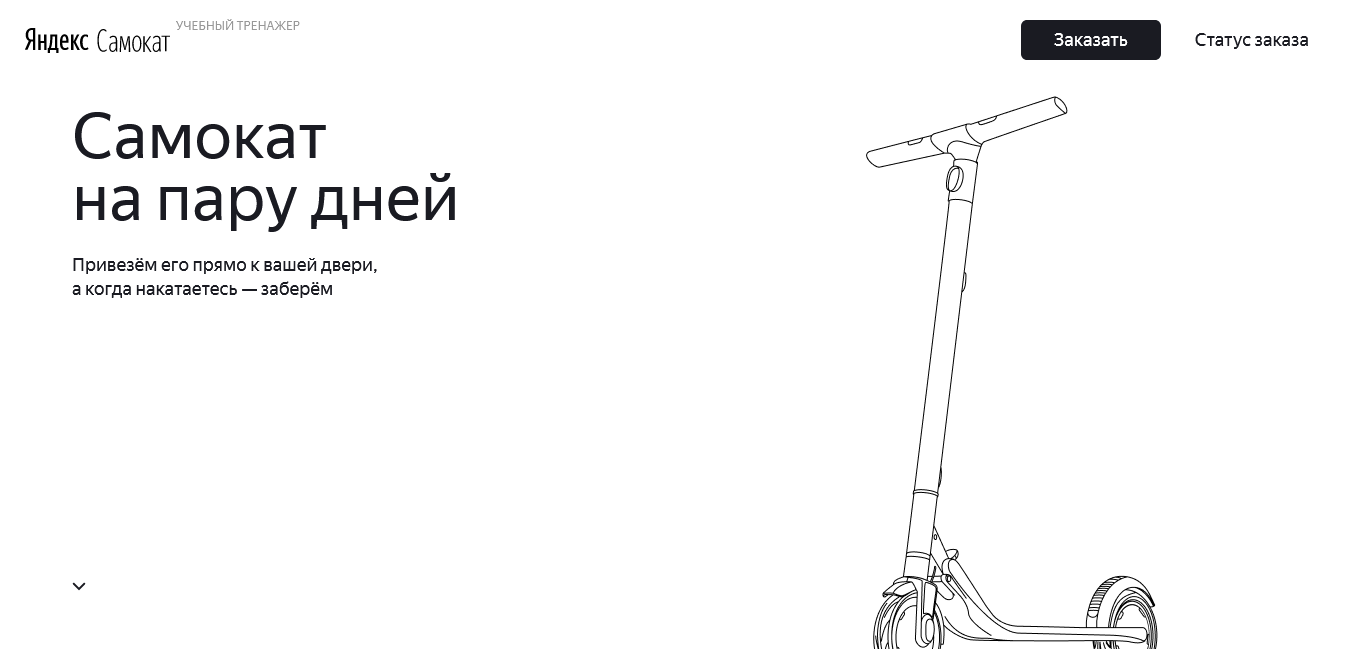 Яндекс Самокат УЧЕБНЫЙ ТРЕНАЖЕР
Заказать
Статус заказа
Самокат
на пару дней
Привезём его прямо к вашей двери,
а когда накатаетесь — заберём